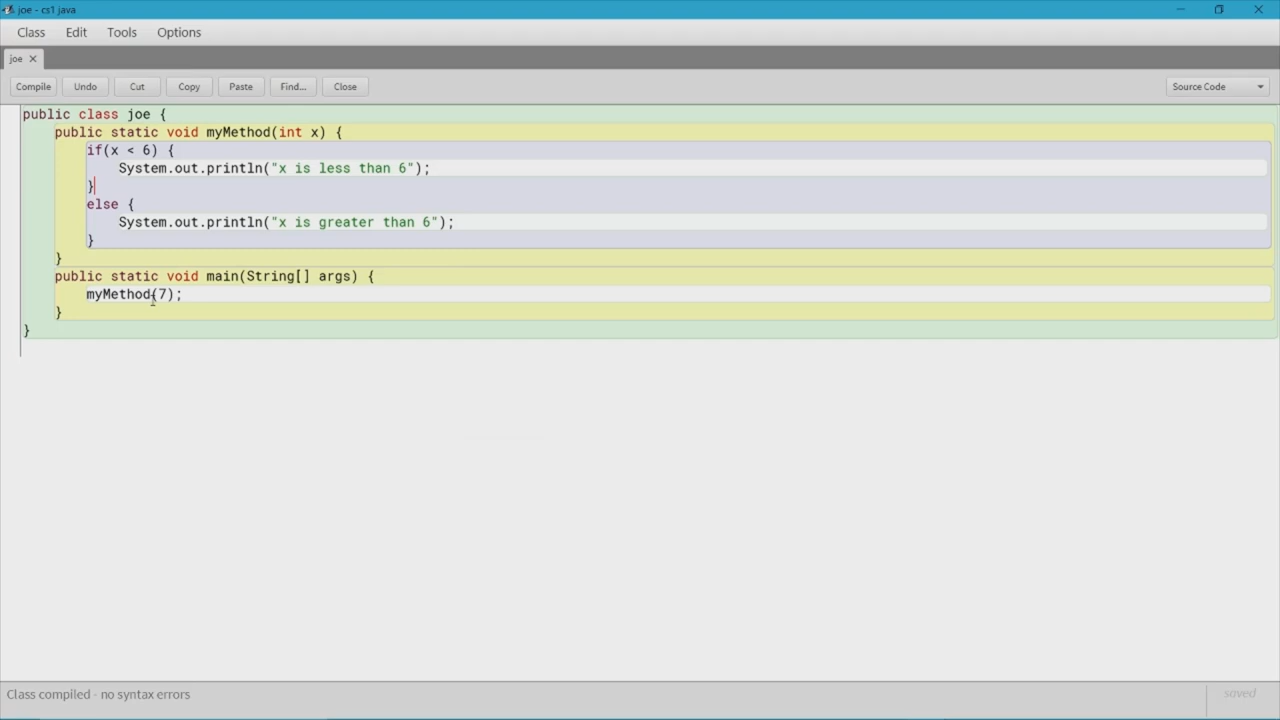 joe - cs1 java
Class Edit Tools Options
joe
Compile Undo Cut Copy Paste Find... Close Source Code
public class joe {
public static void myMethod(int x) {
if(x < 6) {
System.out.println("x is less than 6");
}
else {
System.out.println("x is greater than 6");
}
}
public static void main(String[] args) {
myMethod(7);
}
}
Class compiled - no syntax errors
saved